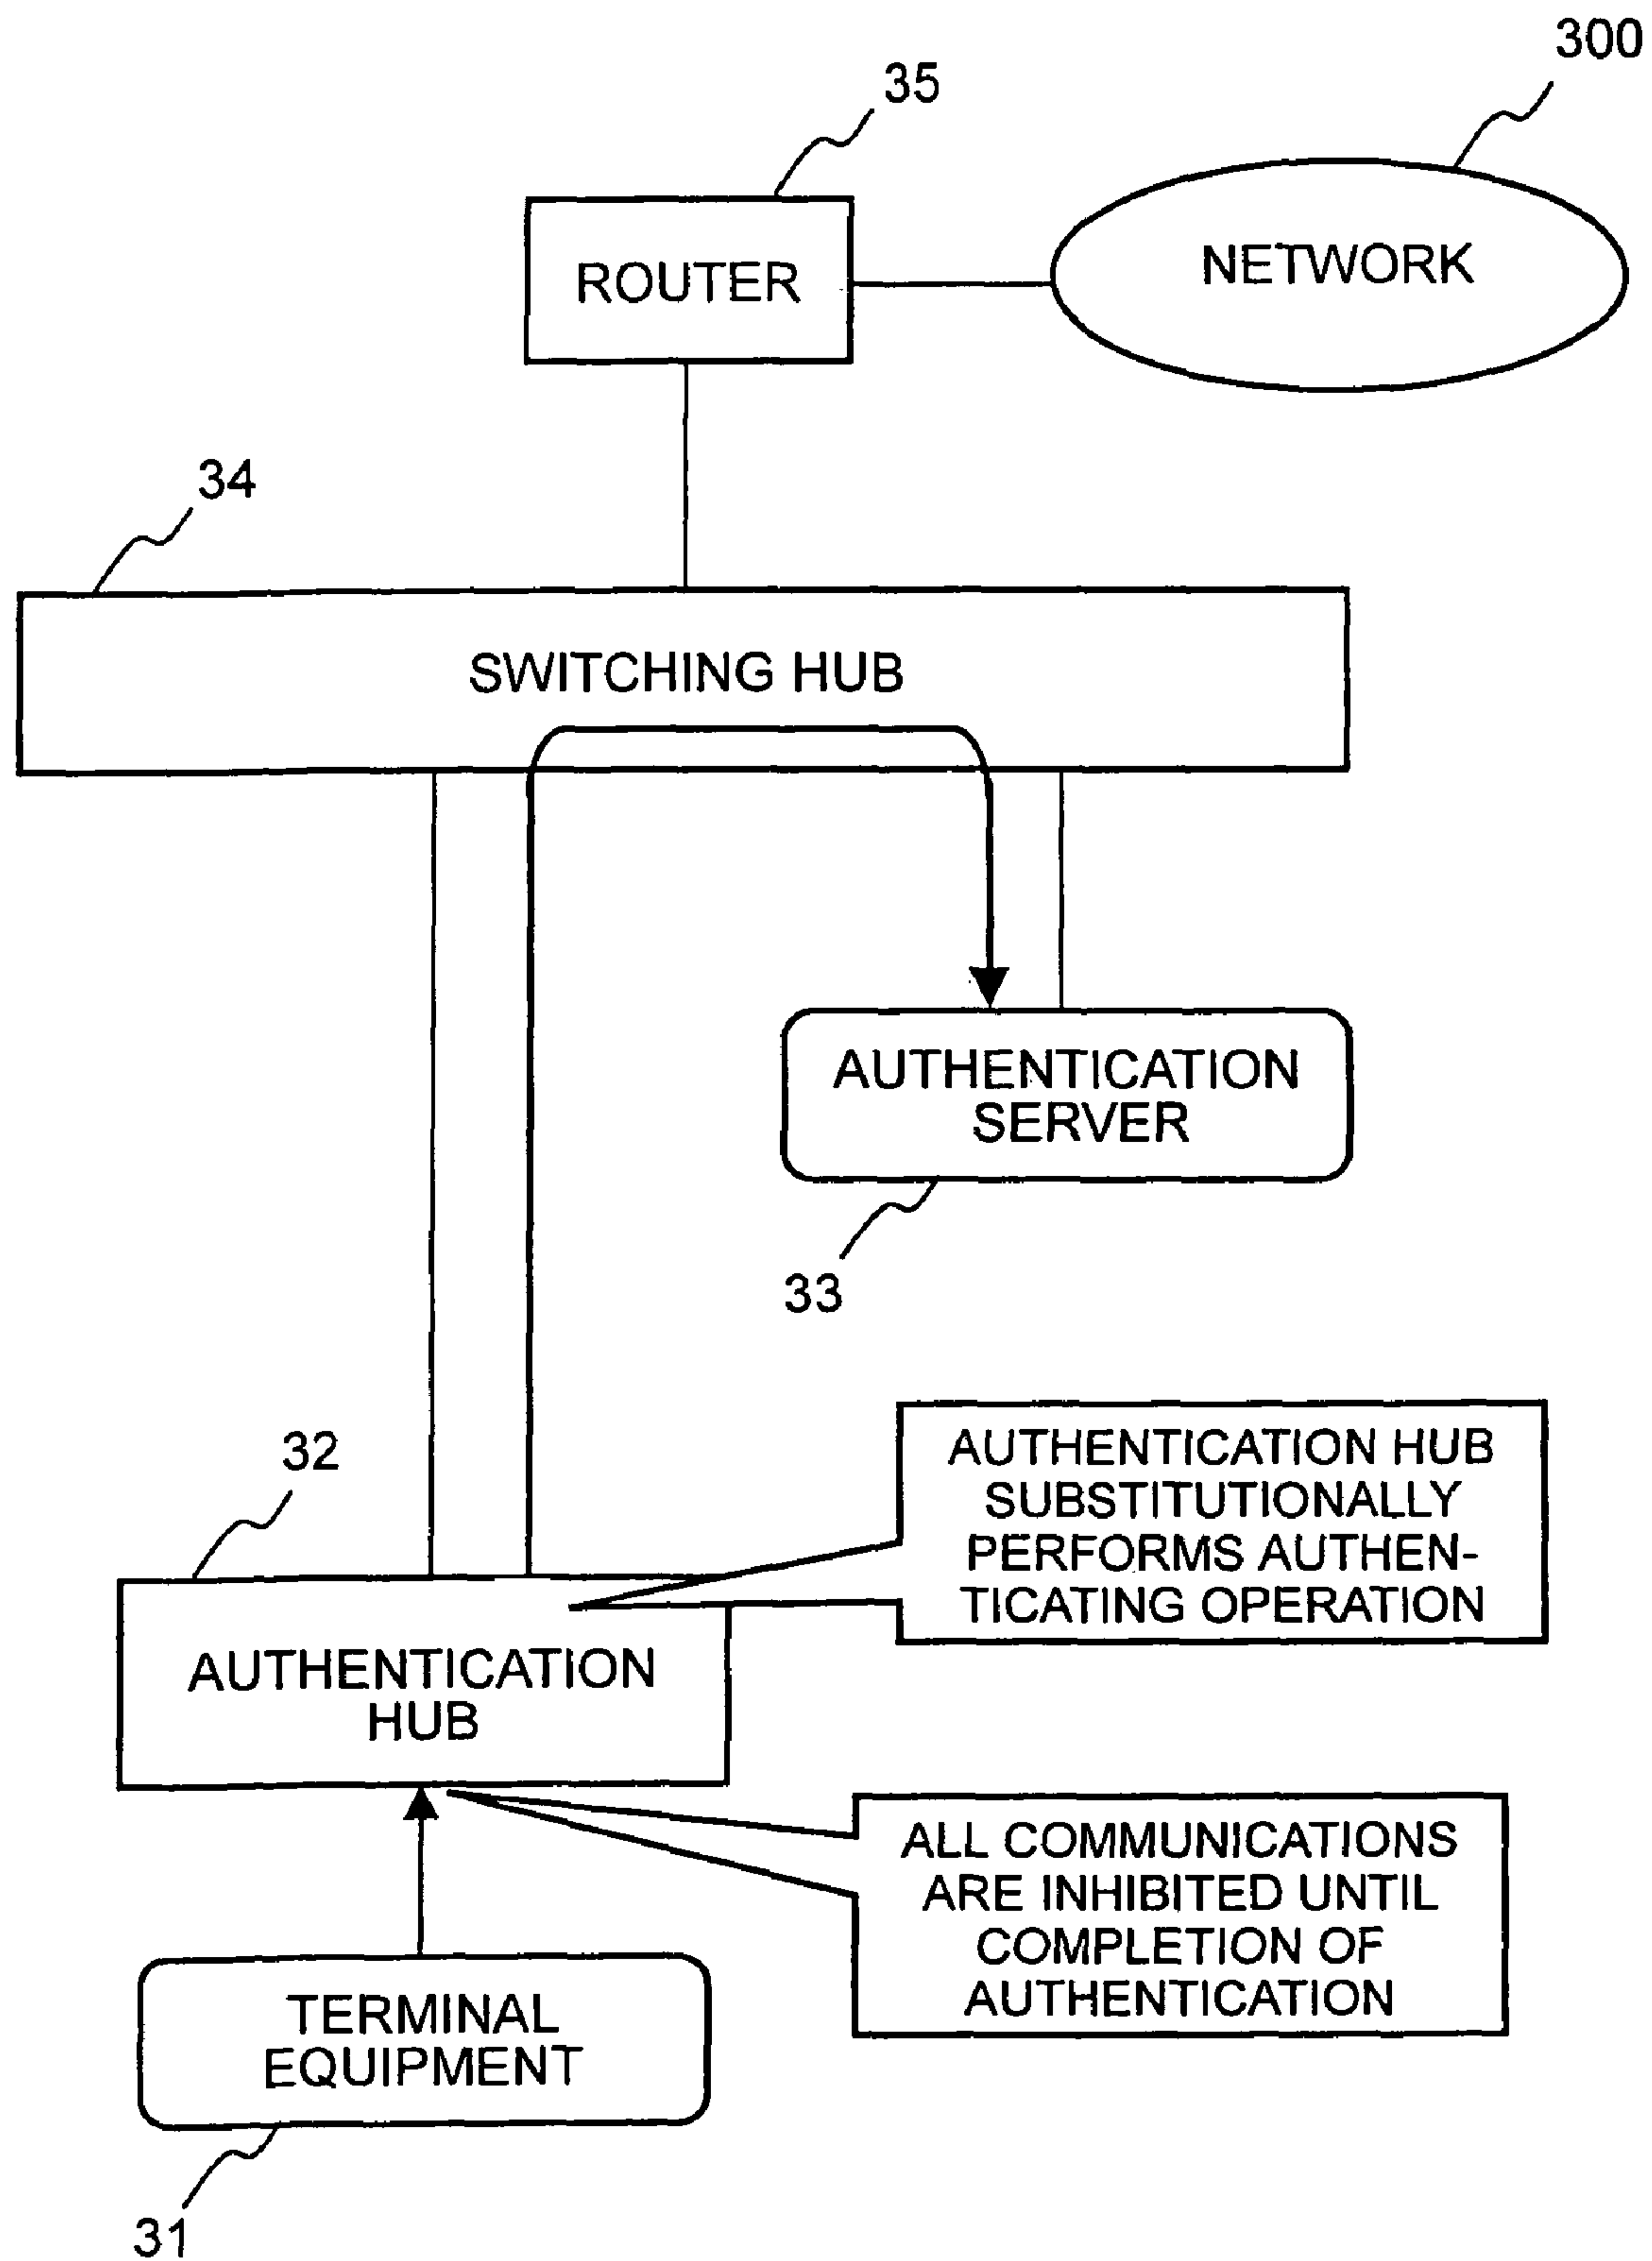 300
35
ROUTER
NETWORK
34
SWITCHING HUB
AUTHENTICATION
SERVER
33
32
AUTHENTICATION HUB
SUBSTITUTIONALLY
PERFORMS AUTHEN-
TICATING OPERATION
AUTHENTICATION
HUB
ALL COMMUNICATIONS
ARE INHIBITED UNTIL
COMPLETION OF
AUTHENTICATION
TERMINAL
EQUIPMENT
31